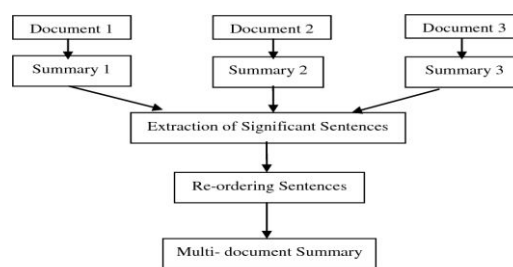 Document 1
Document 2
Document 3
Summary 1
Summary 2
Summary 3
Extraction of Significant Sentences
Re-ordering Sentences
Multi- document Summary